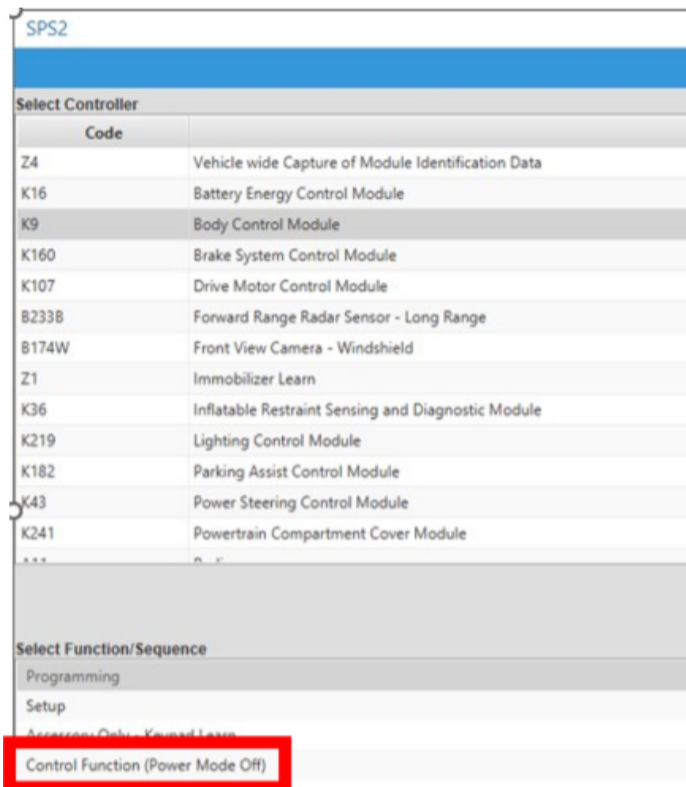 SPS2
Select Controller
Code
Z4 Vehicle wide Capture of Module Identification Data
K16 Battery Energy Control Module
K9 Body Control Module
K160 Brake System Control Module
K107 Drive Motor Control Module
B233B Forward Range Radar Sensor - Long Range
B174W Front View Camera - Windshield
Z1 Immobilizer Learn
K36 Inflatable Restraint Sensing and Diagnostic Module
K219 Lighting Control Module
K182 Parking Assist Control Module
K43 Power Steering Control Module
K241 Powertrain Compartment Cover Module
Select Function/Sequence
Programming
Setup
Accessory Only - Keypad Learn
Control Function (Power Mode Off)